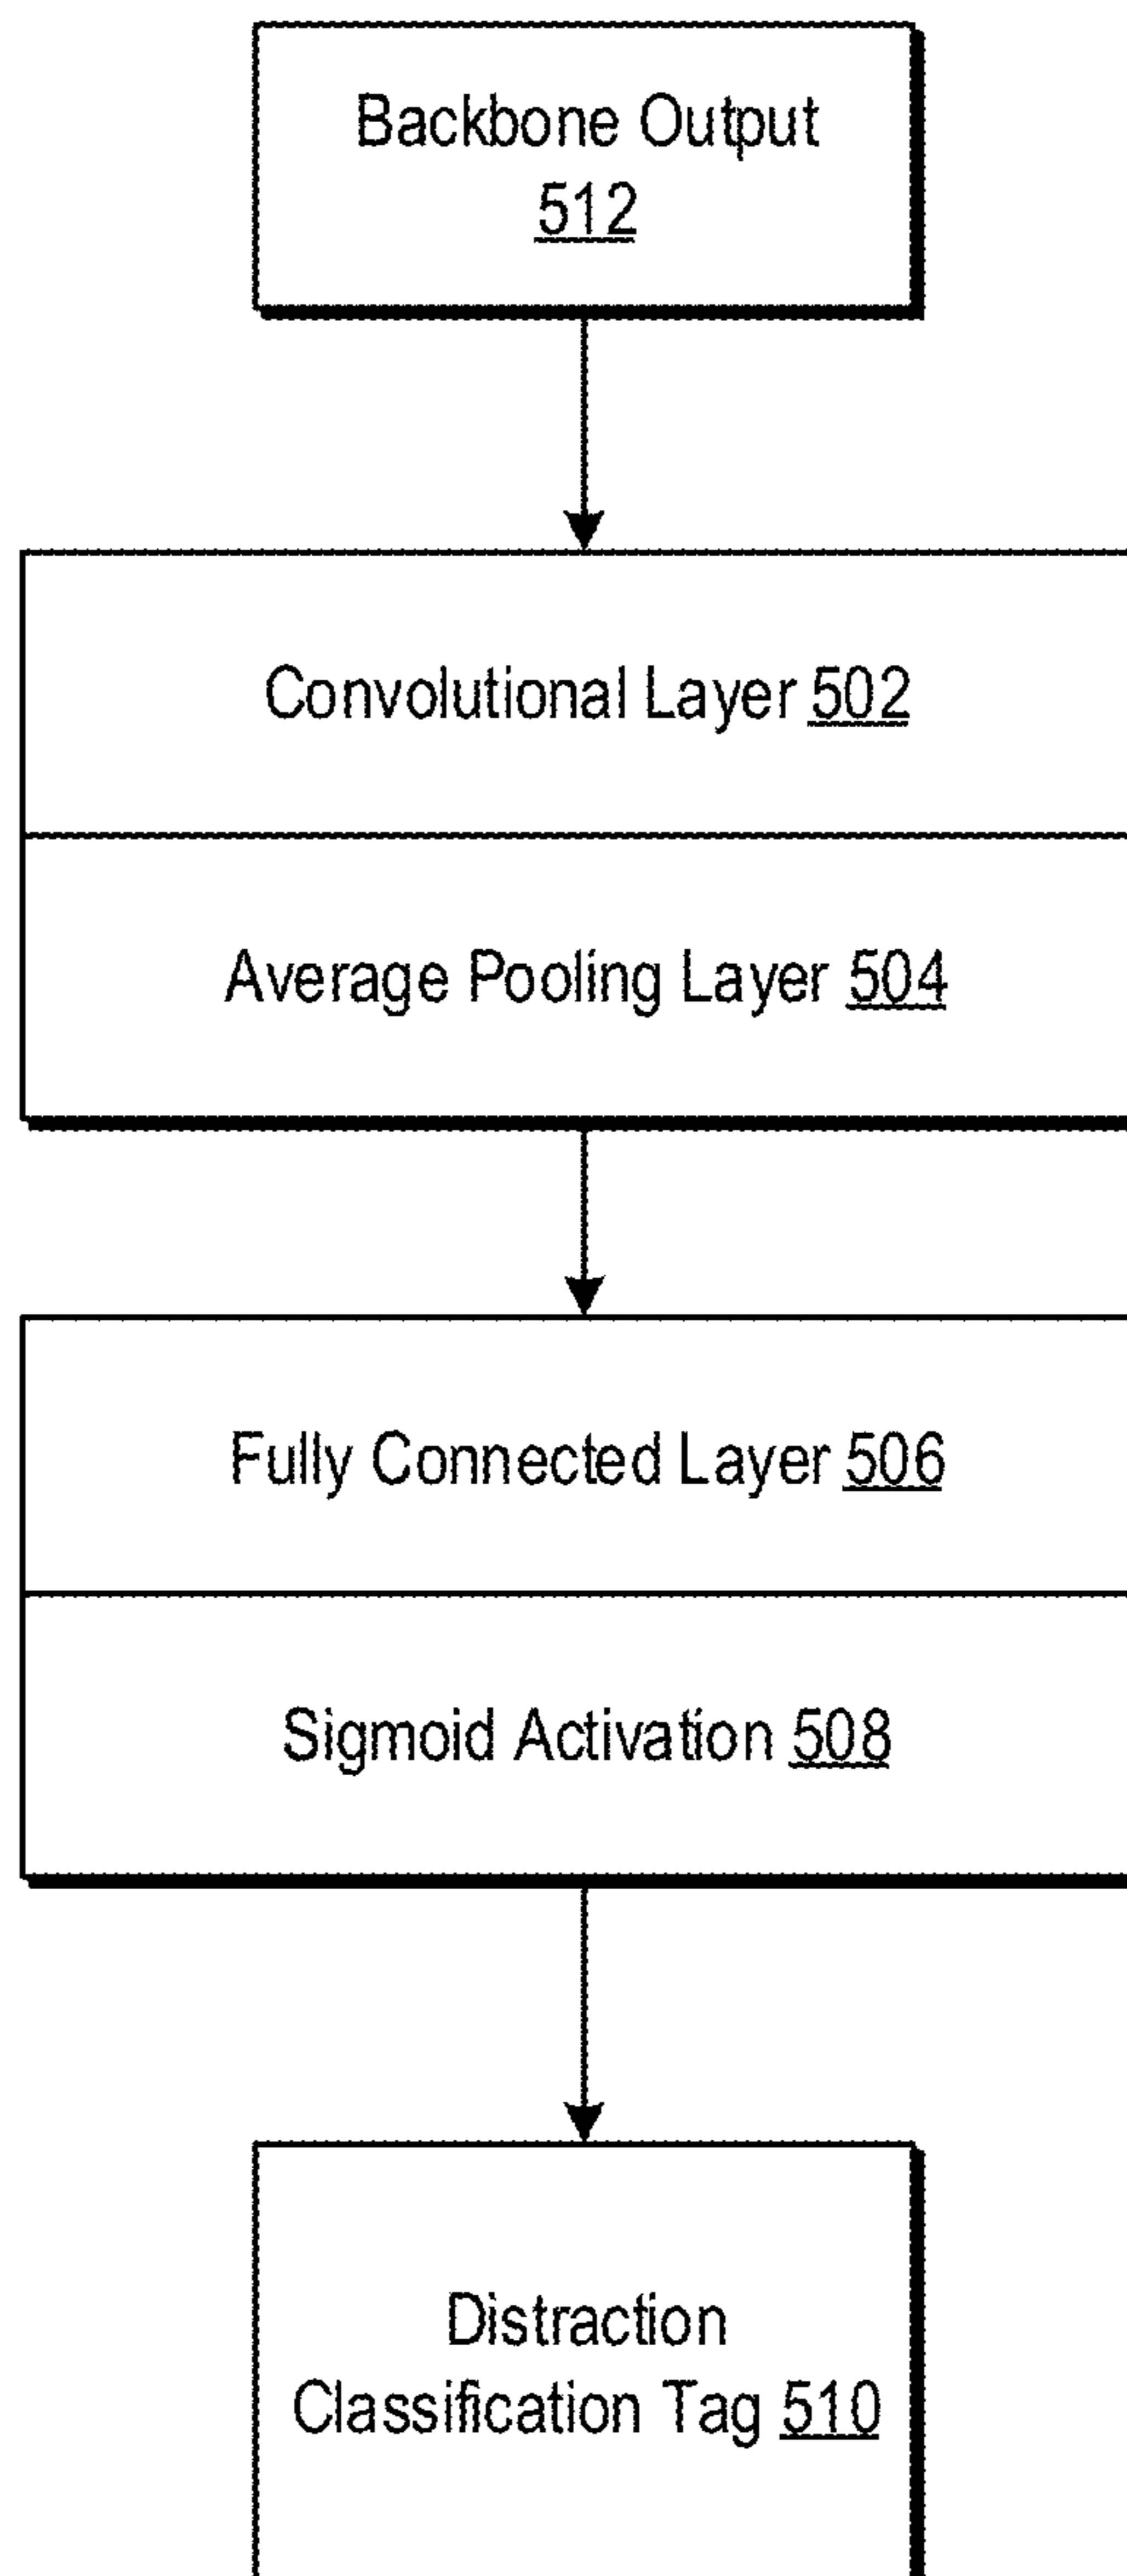 Backbone Output
512
Convolutional Layer 502
Average Pooling Layer 504
Fully Connected Layer 506
Sigmoid Activation 508
Distraction
Classification Tag 510